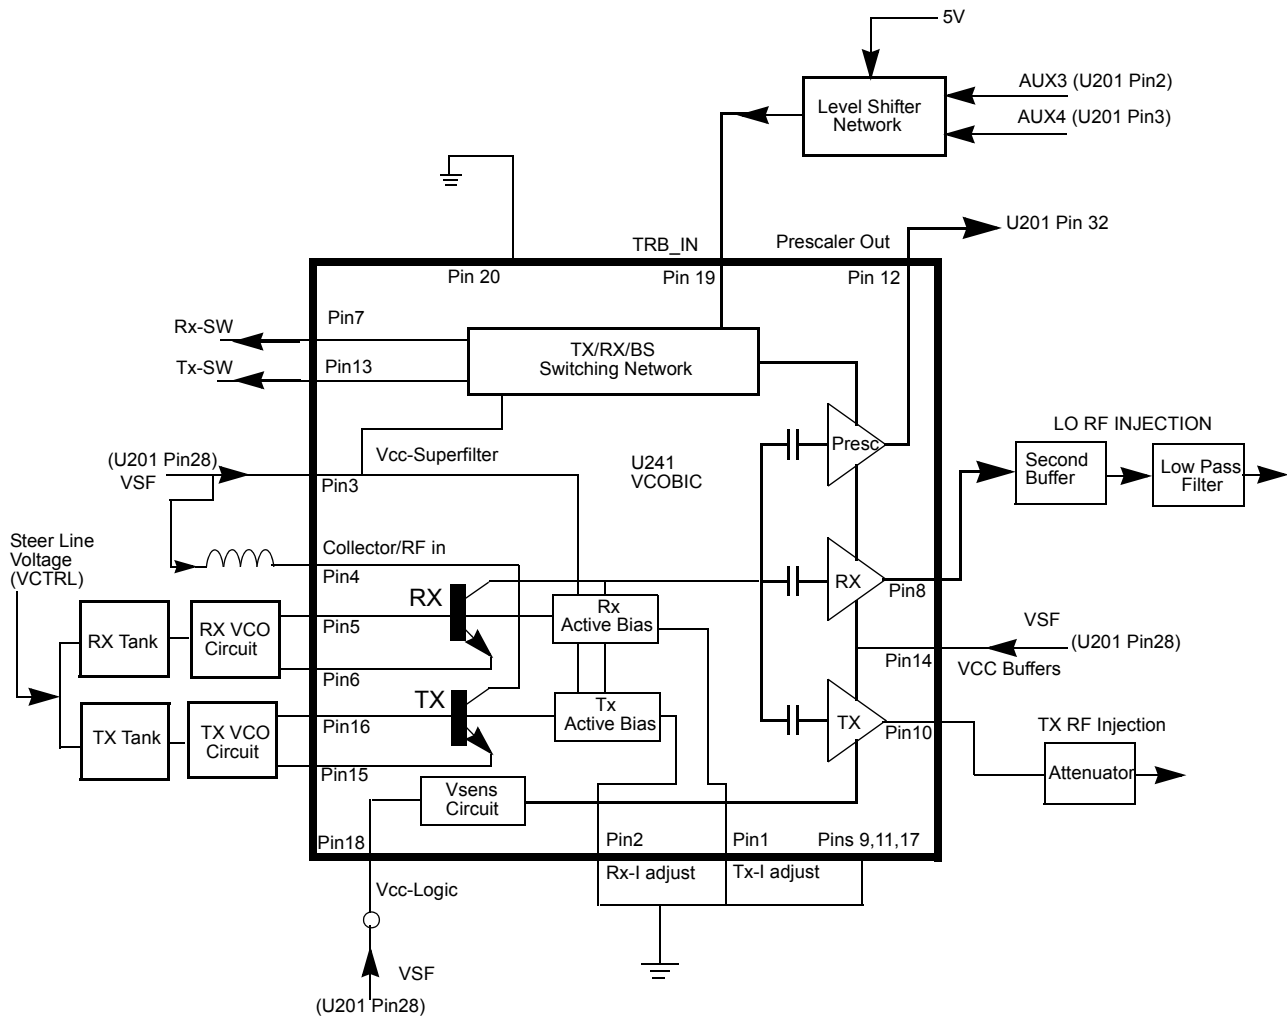 5V
AUX3 (U201 Pin2)
Level Shifter
Network
AUX4 (U201 Pin3)
U201 Pin 32
TRB_IN
Prescaler Out
Pin 20
Pin 19
Pin 12
Rx-SW
Pin7
TX/RX/BS
Switching Network
Tx-SW
Pin13
Presc
LO RF INJECTION
(U201 Pin28)
VSF
Vcc-Superfilter
Pin3
U241
VCOBIC
Second
Buffer
Low Pass
Filter
Steer Line
Voltage
(VCTRL)
Collector/RF in
Pin4
RX
Rx
Active Bias
RX
Pin8
RX Tank
RX VCO
Circuit
Pin5
Pin6
VSF
(U201 Pin28)
Pin14
VCC Buffers
TX
Tx
Active Bias
TX
Pin10
TX RF Injection
TX Tank
TX VCO
Circuit
Pin16
Pin15
Attenuator
Vsens
Circuit
Pin18
Pin2
Pin1
Pins 9,11,17
Rx-I adjust
Tx-I adjust
Vcc-Logic
VSF
(U201 Pin28)